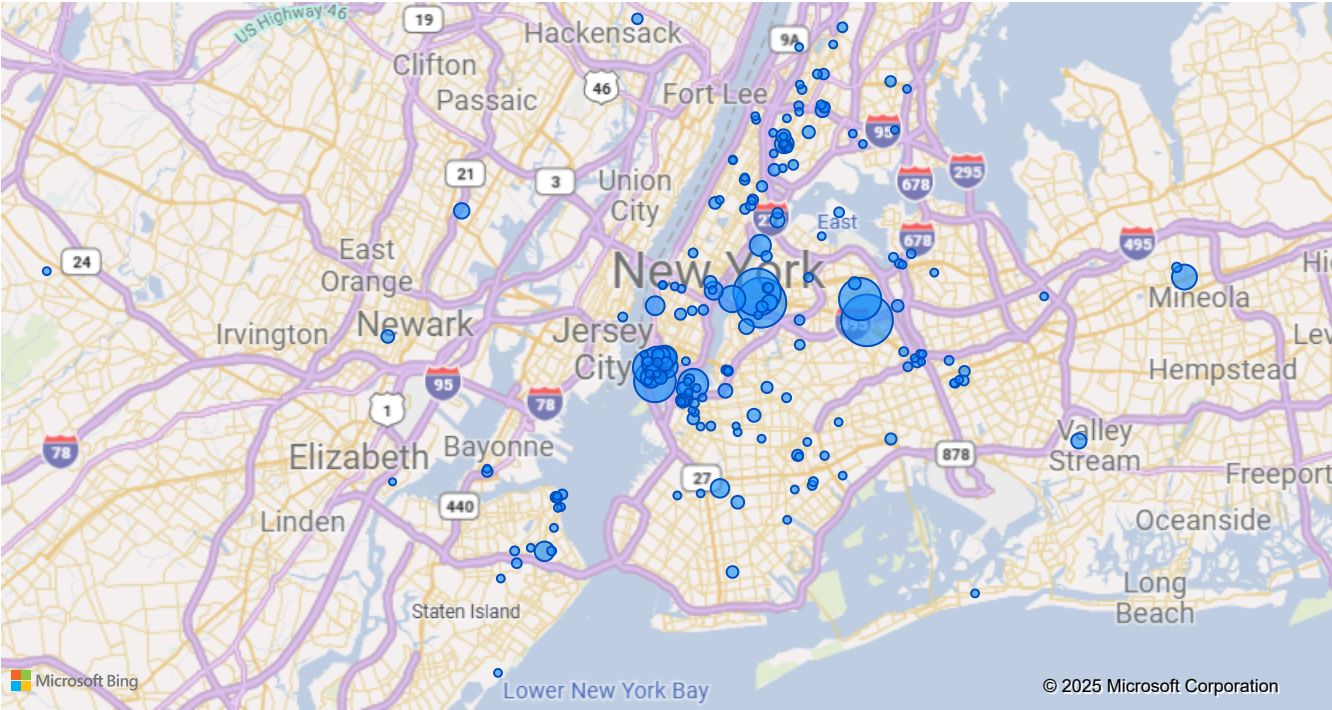 US Highway 46
19
Hackensack
9A
Clifton
46
Fort Lee
Passaic
95
21
3
Union
City
678
295
East
678
495
24
East
Orange
New York
Mineola
Irvington
Newark
Jersey
City
Hempstead
95
1
78
78
Elizabeth
Bayonne
878
Valley
Stream
27
Freeport
440
Linden
Oceanside
Long
Beach
Staten Island
Microsoft Bing
Lower New York Bay
© 2025 Microsoft Corporation